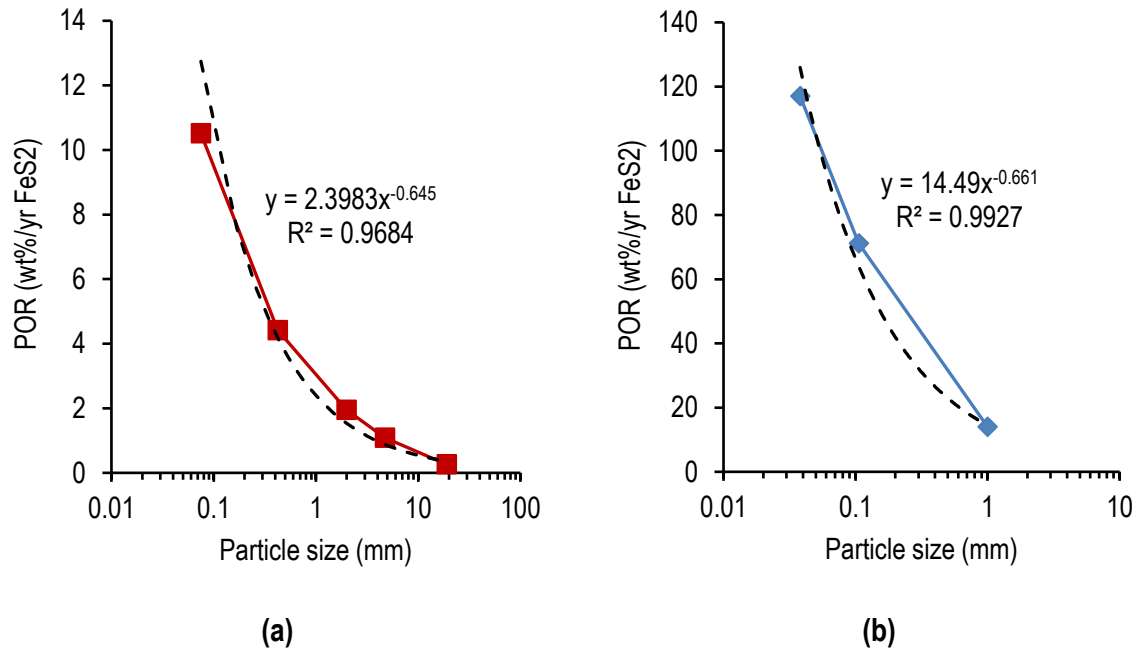 14
12
10
8
6
4
2
0
POR (wt%/yr FeS2)
y = 2.3983x^-0.645
R² = 0.9684
0.01 0.1 1 10 100
Particle size (mm)
(a)
140
120
100
80
60
40
20
0
POR (wt%/yr FeS2)
y = 14.49x^-0.661
R² = 0.9927
0.01 0.1 1 10
Particle size (mm)
(b)